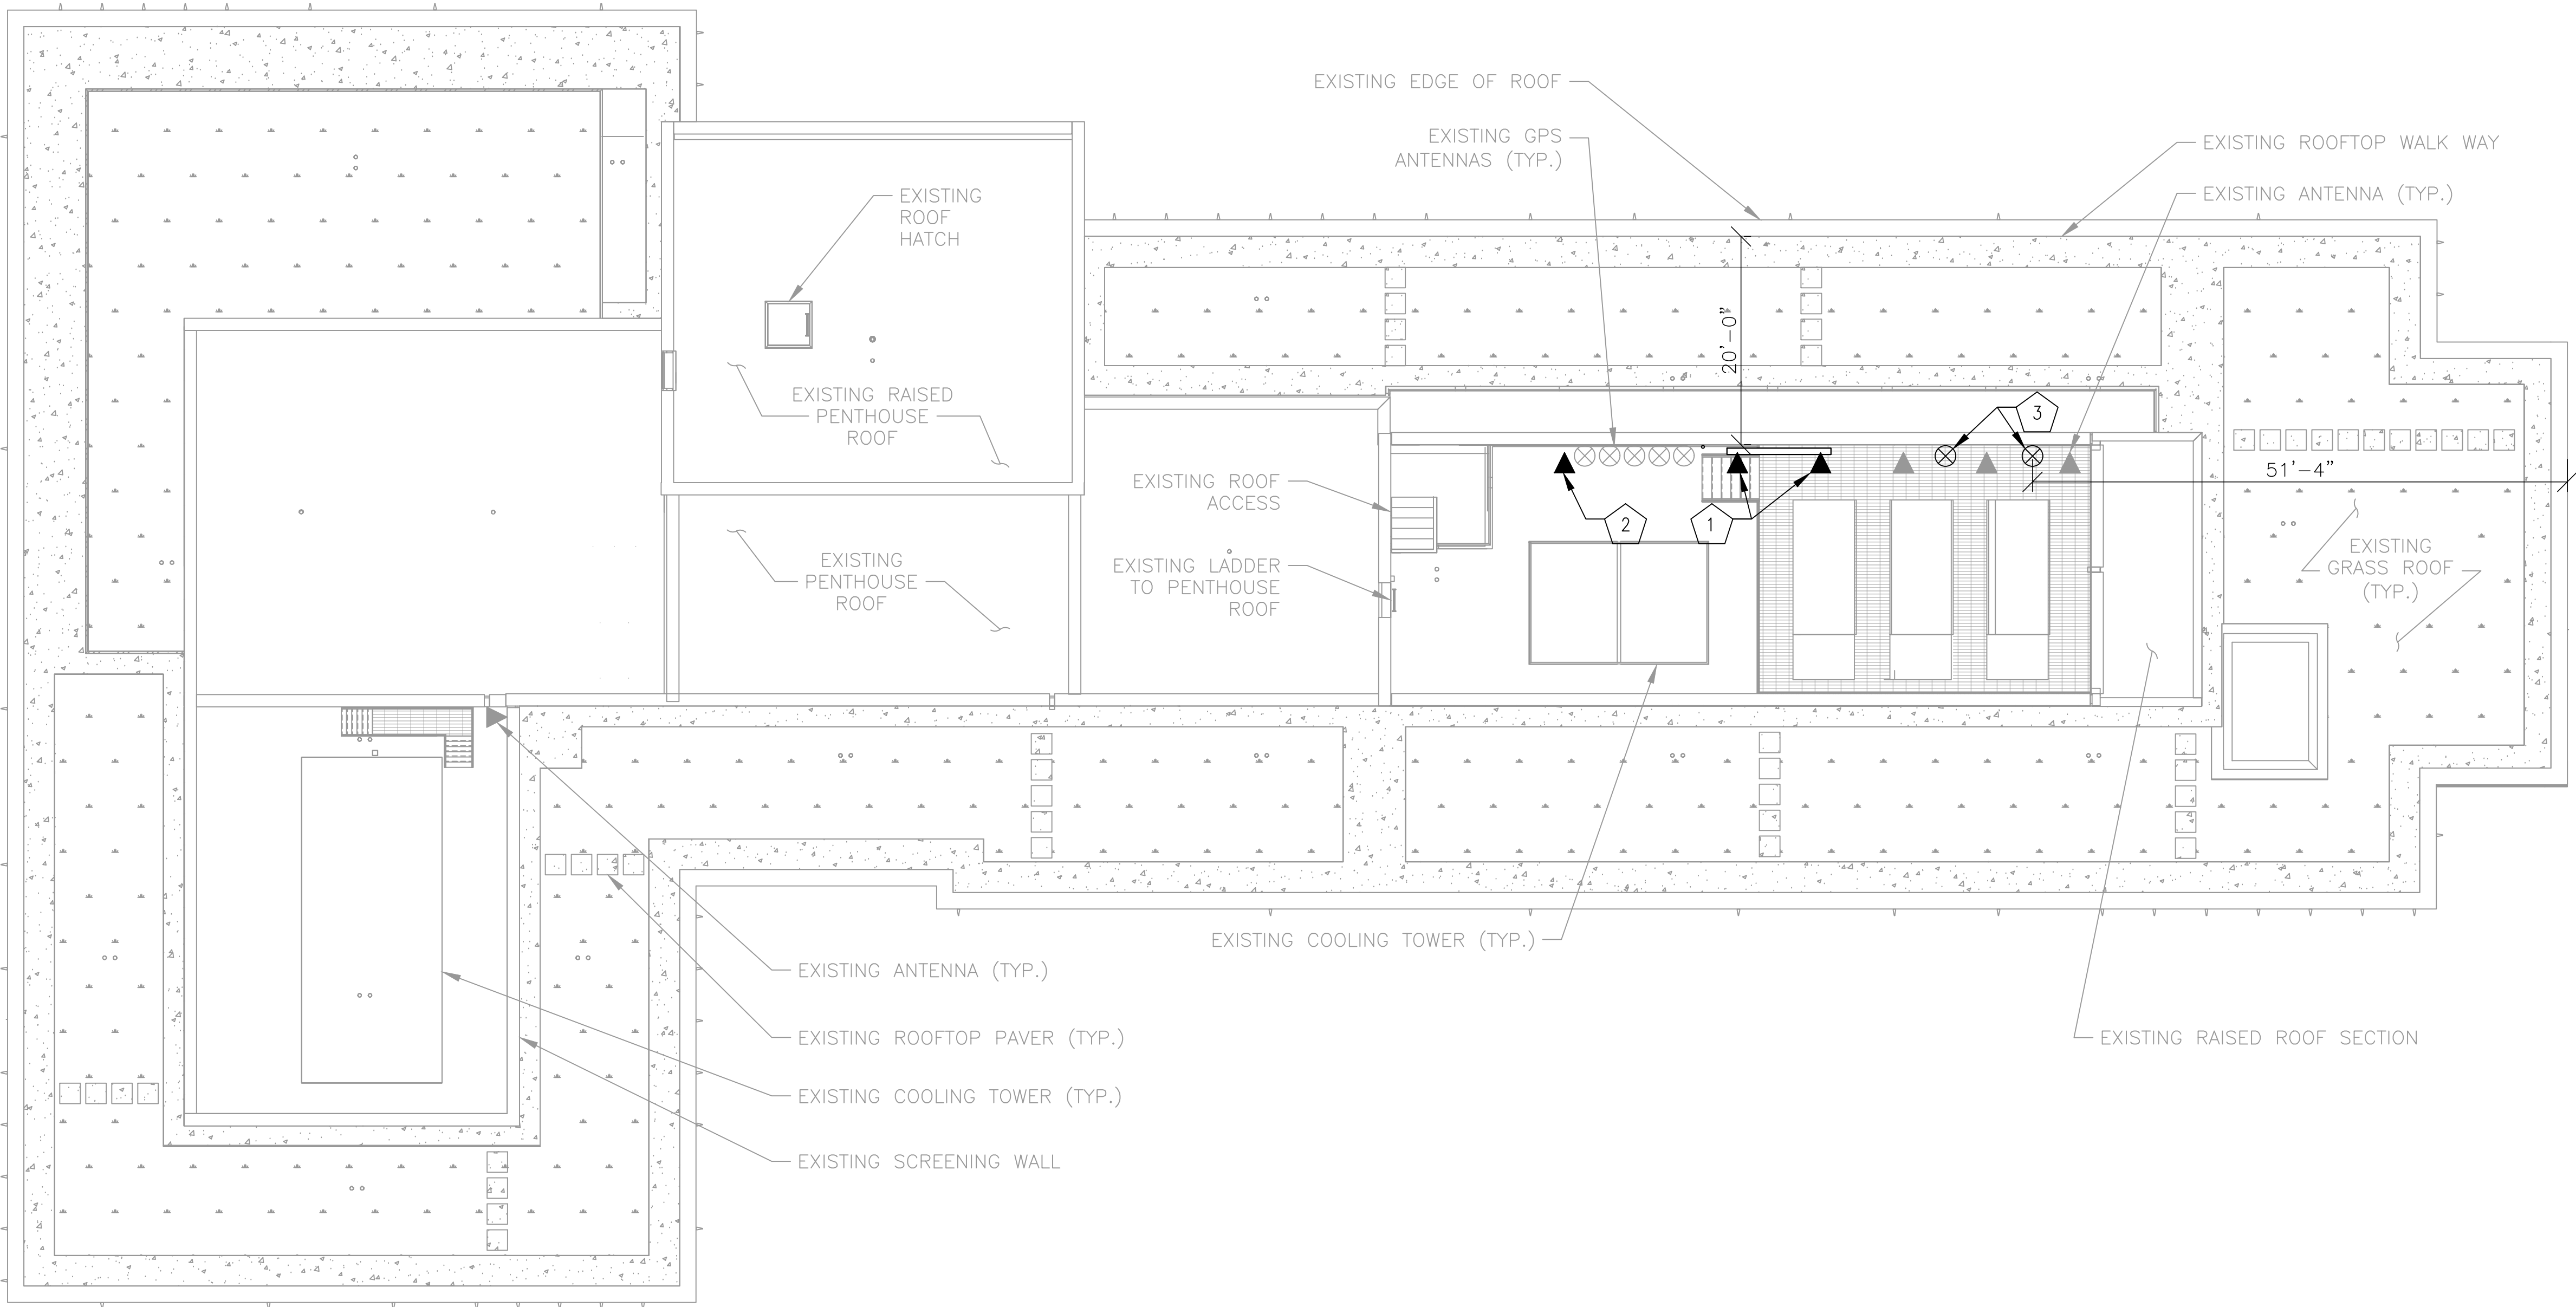 EXISTING EDGE OF ROOF
EXISTING GPS
ANTENNAS (TYP.)
EXISTING ROOFTOP WALK WAY
EXISTING ANTENNA (TYP.)
EXISTING
ROOF
HATCH
20'-0"
EXISTING RAISED
PENTHOUSE
ROOF
3
51'-4"
EXISTING ROOF
ACCESS
2
1
EXISTING
PENTHOUSE
ROOF
EXISTING LADDER
TO PENTHOUSE
ROOF
EXISTING
GRASS ROOF
(TYP.)
EXISTING COOLING TOWER (TYP.)
EXISTING ANTENNA (TYP.)
EXISTING ROOFTOP PAVER (TYP.)
EXISTING RAISED ROOF SECTION
EXISTING COOLING TOWER (TYP.)
EXISTING SCREENING WALL